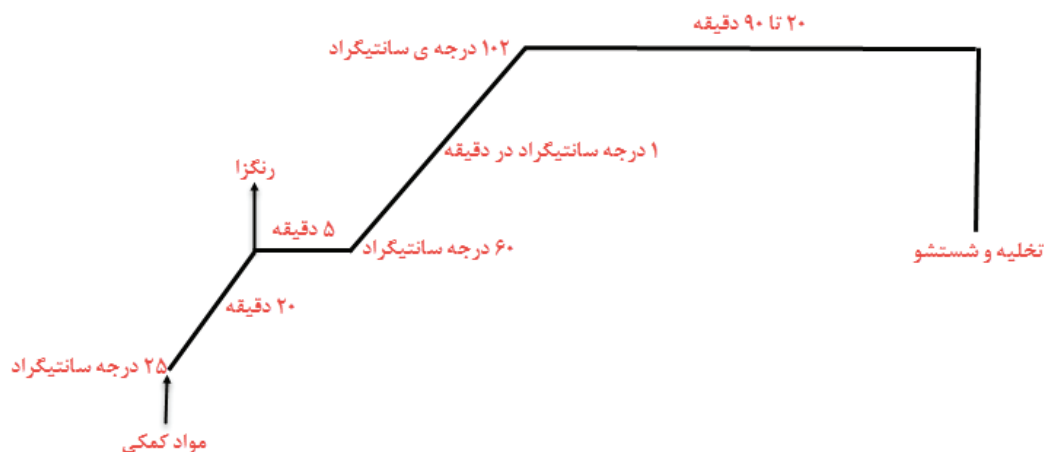 ۲۰ تا ۹۰ دقیقه
۱۰۲ درجه ی سانتیگراد
۱ درجه سانتیگراد در دقیقه
رنگزا
۵ دقیقه
۶۰ درجه سانتیگراد
تخلیه و شستشو
۲۰ دقیقه
۲۵ درجه سانتیگراد
مواد کمکی